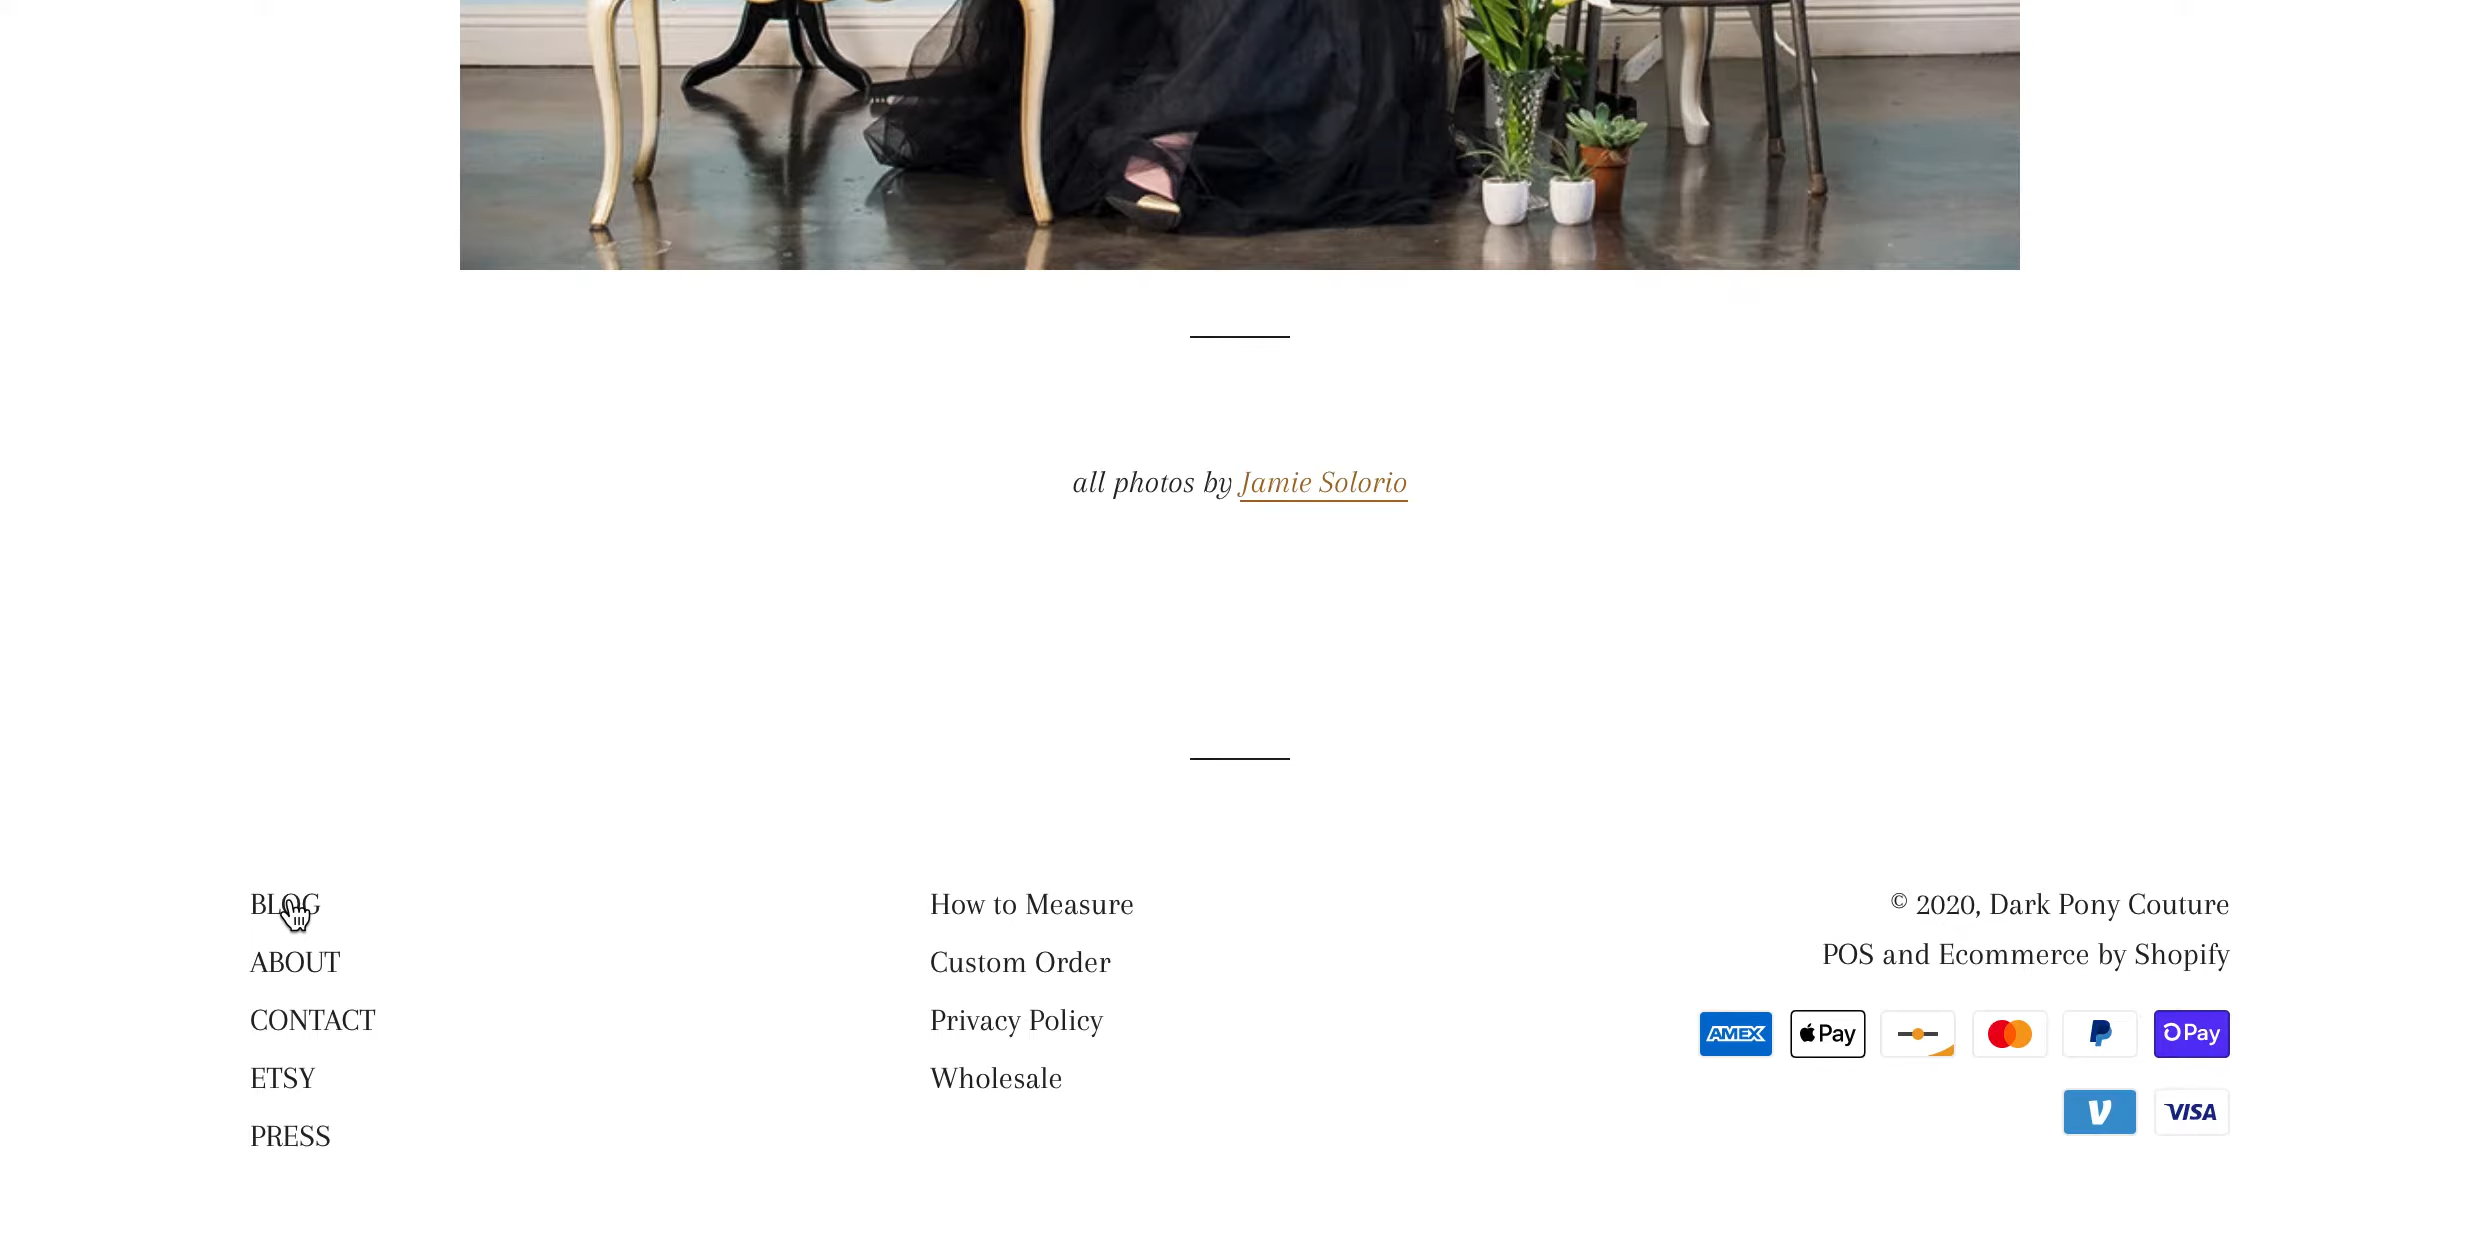 all photos by Jamie Solorio
BLOG
ABOUT
CONTACT
ETSY
PRESS
How to Measure
Custom Order
Privacy Policy
Wholesale
© 2020, Dark Pony Couture
POS and Ecommerce by Shopify
AMEX
Pay
Pay
VISA